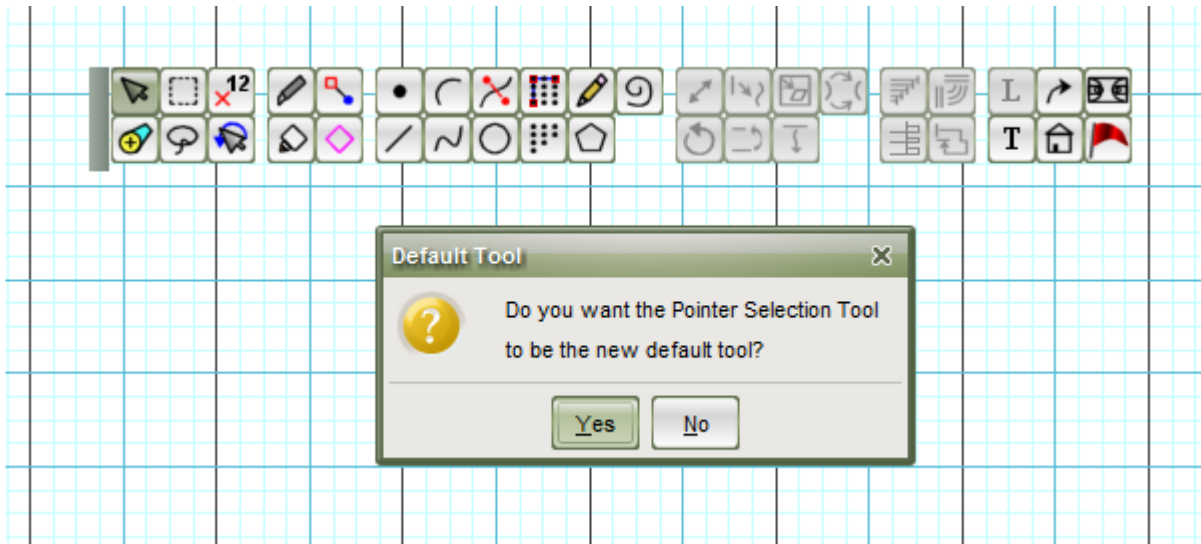 12
L
T
Default Tool
Do you want the Pointer Selection Tool
to be the new default tool?
Yes
No